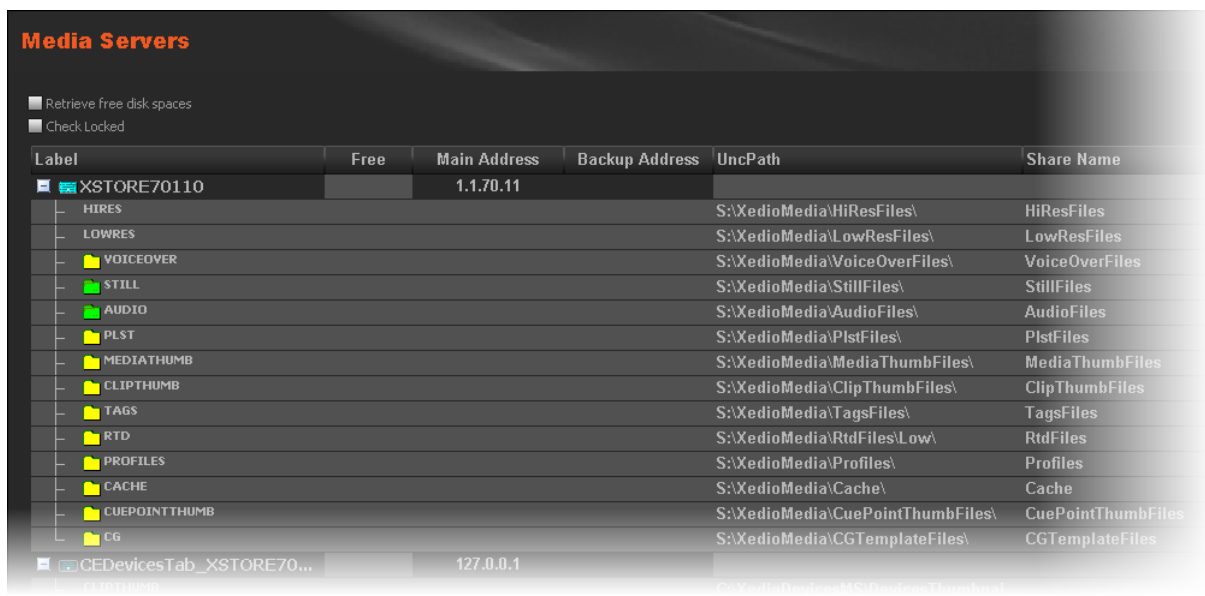 Media Servers
Retrieve free disk spaces
Check Locked
Label Free Main Address Backup Address UncPath Share Name
XSTORE70110 1.1.70.11
HIRES S:\XedioMedia\HiResFiles\ HiResFiles
LOWRES S:\XedioMedia\LowResFiles\ LowResFiles
VOICEOVER S:\XedioMedia\VoiceOverFiles\ VoiceOverFiles
STILL S:\XedioMedia\StillFiles\ StillFiles
AUDIO S:\XedioMedia\AudioFiles\ AudioFiles
PLST S:\XedioMedia\PlstFiles\ PlstFiles
MEDIATHUMB S:\XedioMedia\MediaThumbFiles\ MediaThumbFiles
CLIPTHUMB S:\XedioMedia\ClipThumbFiles\ ClipThumbFiles
TAGS S:\XedioMedia\TagsFiles\ TagsFiles
RTD S:\XedioMedia\RtdFiles\Low\ RtdFiles
PROFILES S:\XedioMedia\Profiles\ Profiles
CACHE S:\XedioMedia\Cache\ Cache
CUEPOINTTHUMB S:\XedioMedia\CuePointThumbFiles\ CuePointThumbFiles
CG S:\XedioMedia\CGTemplateFiles\ CGTemplateFiles
CEDevicesTab_XSTORE70... 127.0.0.1
CLIPTHUMB